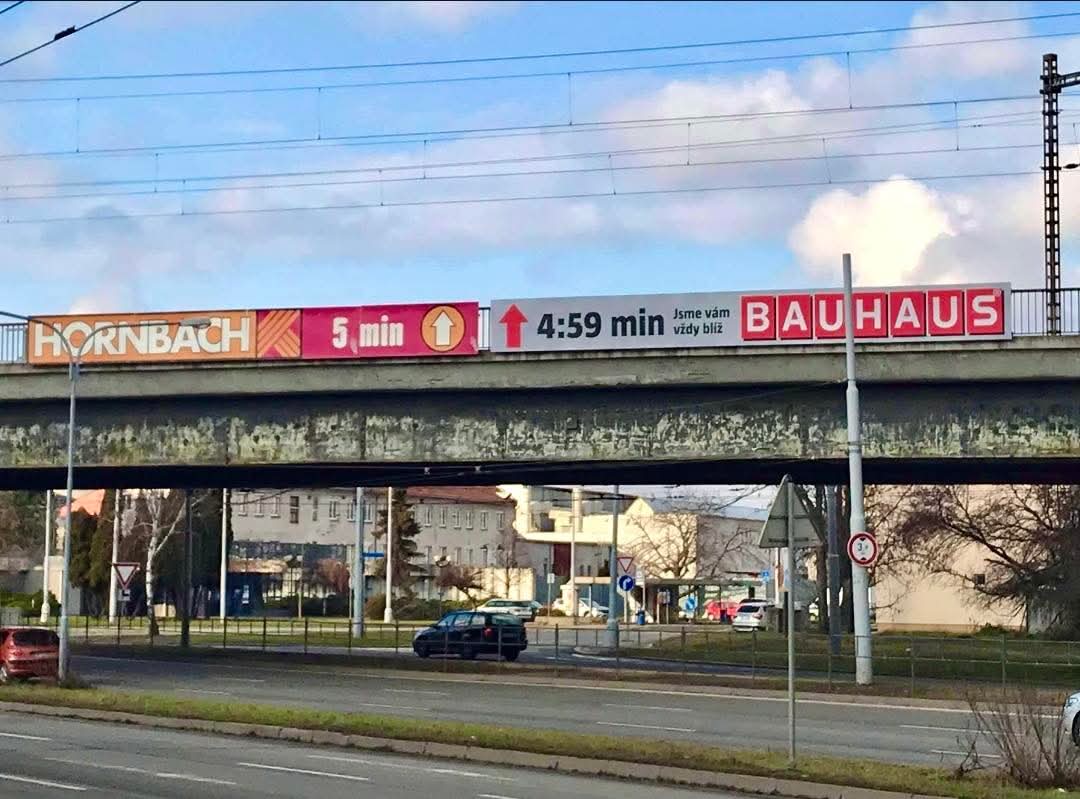 HORNBACH 5 min
4:59 min
Jsme vám
vždy blíž
BAUHAUS